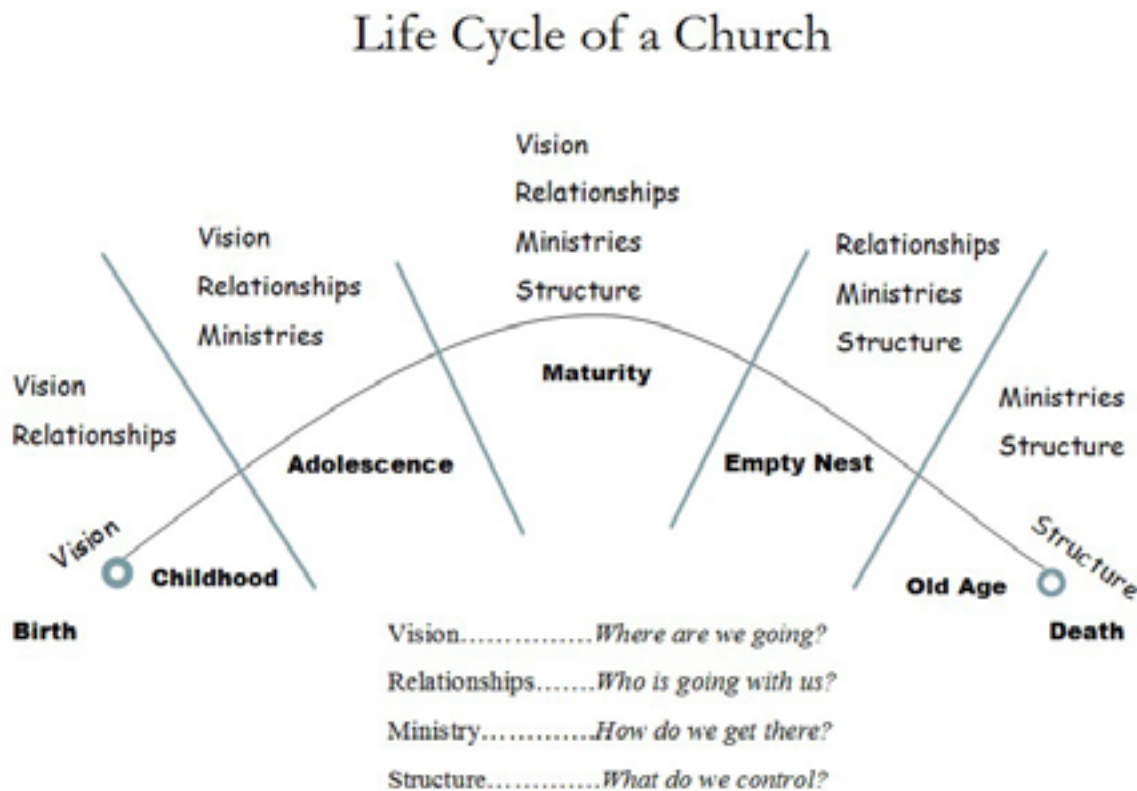 Life Cycle of a Church
Vision
Relationships
Ministries
Structure
Vision
Relationships
Ministries
Relationships
Ministries
Structure
Vision
Relationships
Maturity
Ministries
Structure
Adolescence
Empty Nest
Vision
Structure
Childhood
Old Age
Birth
Death
Vision……………Where are we going?
Relationships…….Who is going with us?
Ministry………….How do we get there?
Structure…………..What do we control?